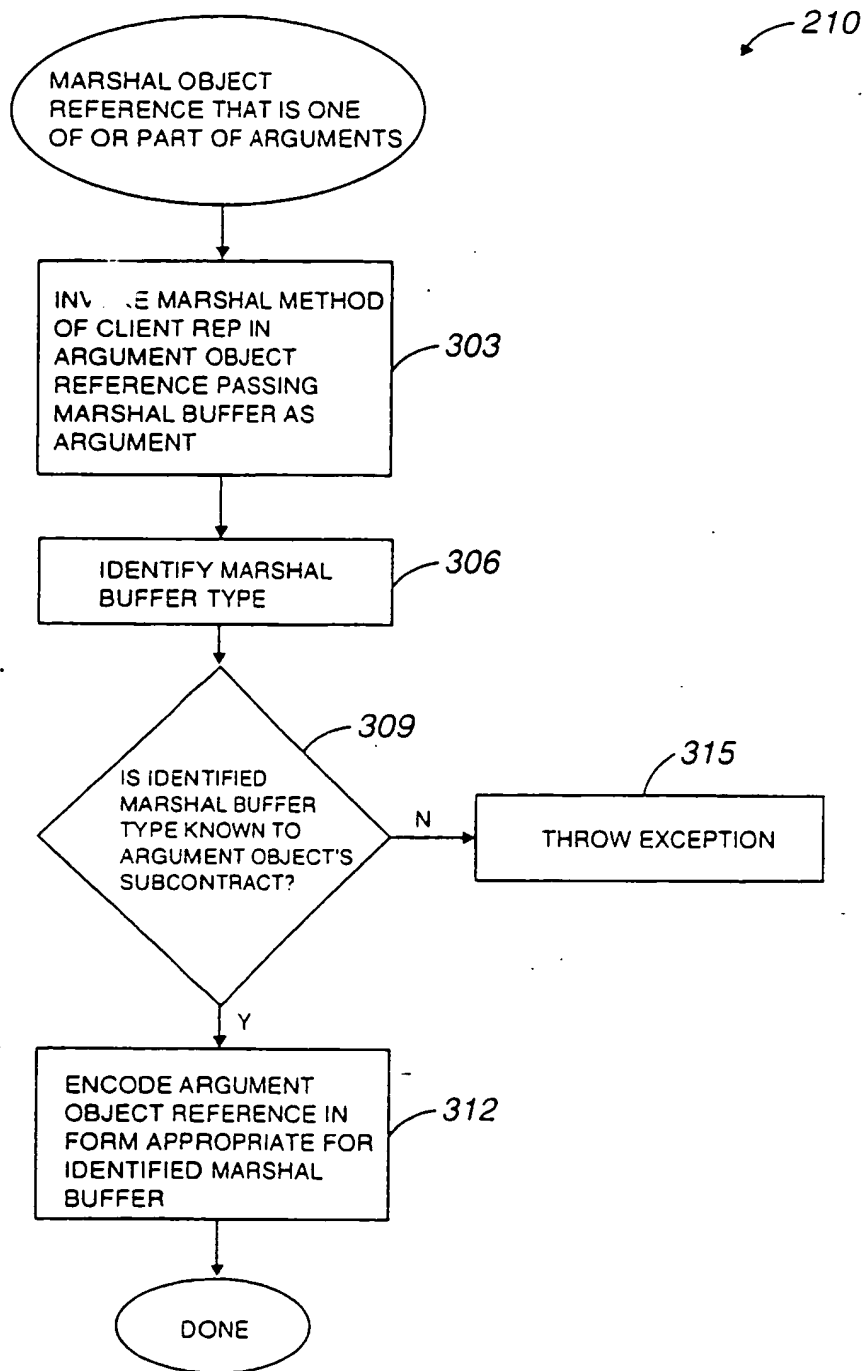 210
MARSHAL OBJECT
REFERENCE THAT IS ONE
OF OR PART OF ARGUMENTS
MARSHAL METHOD
OF CLIENT REP IN
ARGUMENT OBJECT
REFERENCE PASSING
MARSHAL BUFFER AS
ARGUMENT
303
IDENTIFY MARSHAL
BUFFER TYPE
306
309
IS IDENTIFIED
MARSHAL BUFFER
TYPE KNOWN TO
ARGUMENT OBJECT'S
SUBCONTRACT?
N
315
THROW EXCEPTION
Y
ENCODE ARGUMENT
OBJECT REFERENCE IN
FORM APPROPRIATE FOR
IDENTIFIED MARSHAL
BUFFER
312
DONE